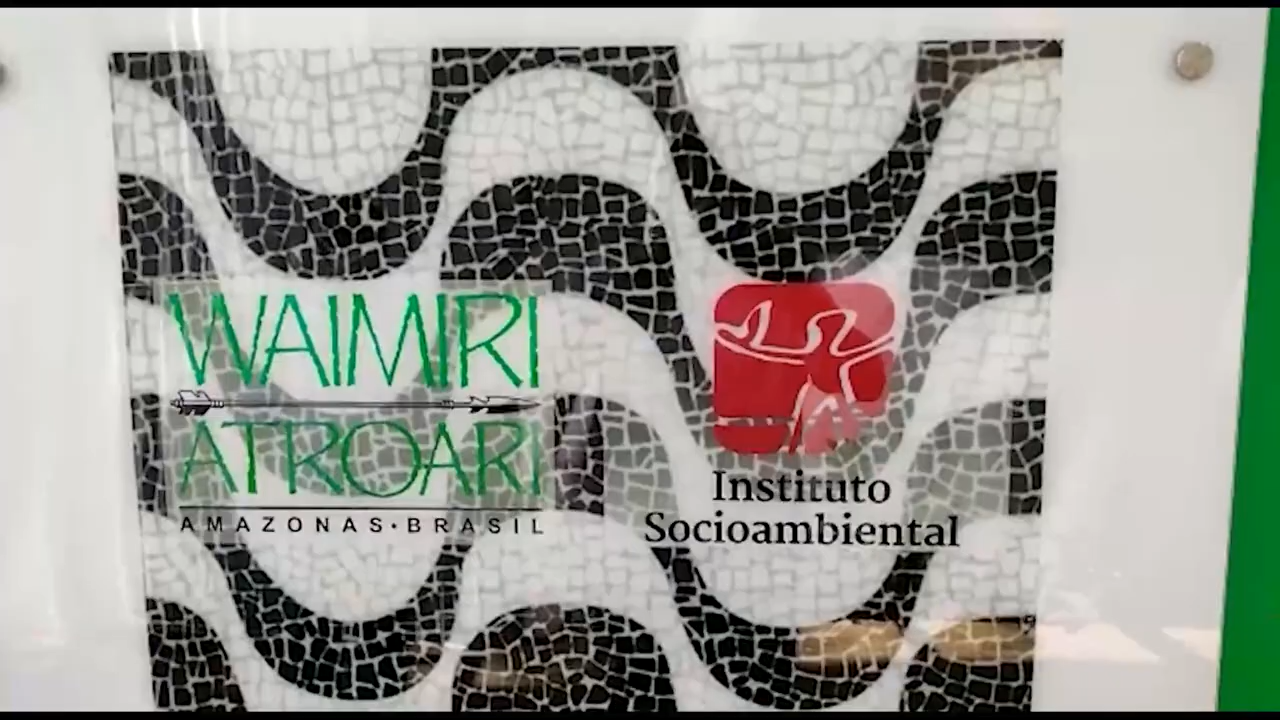 WAIMIRI
ATROARI
AMAZONAS·BRASIL
Instituto
Socioambiental